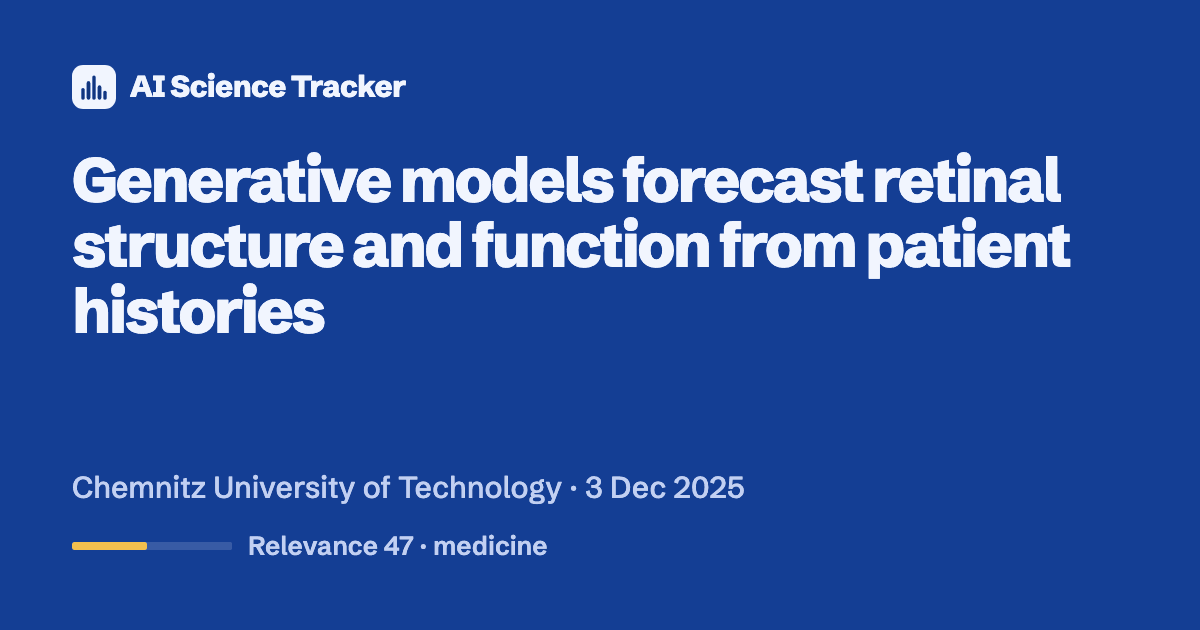 AI Science Tracker
Generative models forecast retinal
structure and function from patient
histories
Chemnitz University of Technology · 3 Dec 2025
Relevance 47 · medicine